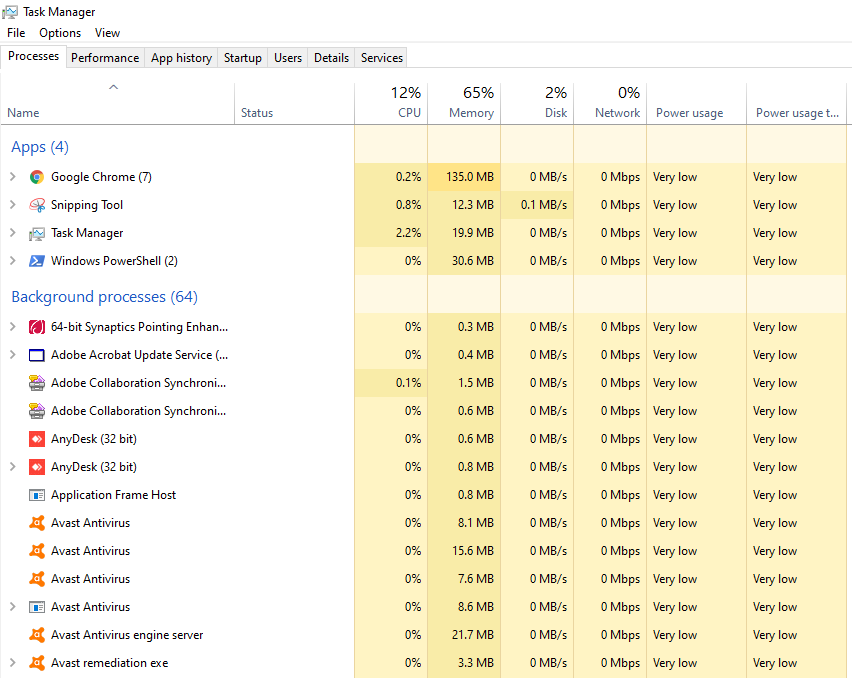 Task Manager
File Options View
Processes Performance App history Startup Users Details Services
12% 65% 2% 0%
Name Status CPU Memory Disk Network Power usage Power usage t...
Apps (4)
Google Chrome (7) 0.2% 135.0 MB 0 MB/s 0 Mbps Very low Very low
Snipping Tool 0.8% 12.3 MB 0.1 MB/s 0 Mbps Very low Very low
Task Manager 2.2% 19.9 MB 0 MB/s 0 Mbps Very low Very low
Windows PowerShell (2) 0% 30.6 MB 0 MB/s 0 Mbps Very low Very low
Background processes (64)
64-bit Synaptics Pointing Enhan... 0% 0.3 MB 0 MB/s 0 Mbps Very low Very low
Adobe Acrobat Update Service (... 0% 0.4 MB 0 MB/s 0 Mbps Very low Very low
Adobe Collaboration Synchroni... 0.1% 1.5 MB 0 MB/s 0 Mbps Very low Very low
Adobe Collaboration Synchroni... 0% 0.6 MB 0 MB/s 0 Mbps Very low Very low
AnyDesk (32 bit) 0% 0.6 MB 0 MB/s 0 Mbps Very low Very low
AnyDesk (32 bit) 0% 0.8 MB 0 MB/s 0 Mbps Very low Very low
Application Frame Host 0% 0.8 MB 0 MB/s 0 Mbps Very low Very low
Avast Antivirus 0% 8.1 MB 0 MB/s 0 Mbps Very low Very low
Avast Antivirus 0% 15.6 MB 0 MB/s 0 Mbps Very low Very low
Avast Antivirus 0% 7.6 MB 0 MB/s 0 Mbps Very low Very low
Avast Antivirus 0% 8.6 MB 0 MB/s 0 Mbps Very low Very low
Avast Antivirus engine server 0% 21.7 MB 0 MB/s 0 Mbps Very low Very low
Avast remediation exe 0% 3.3 MB 0 MB/s 0 Mbps Very low Very low